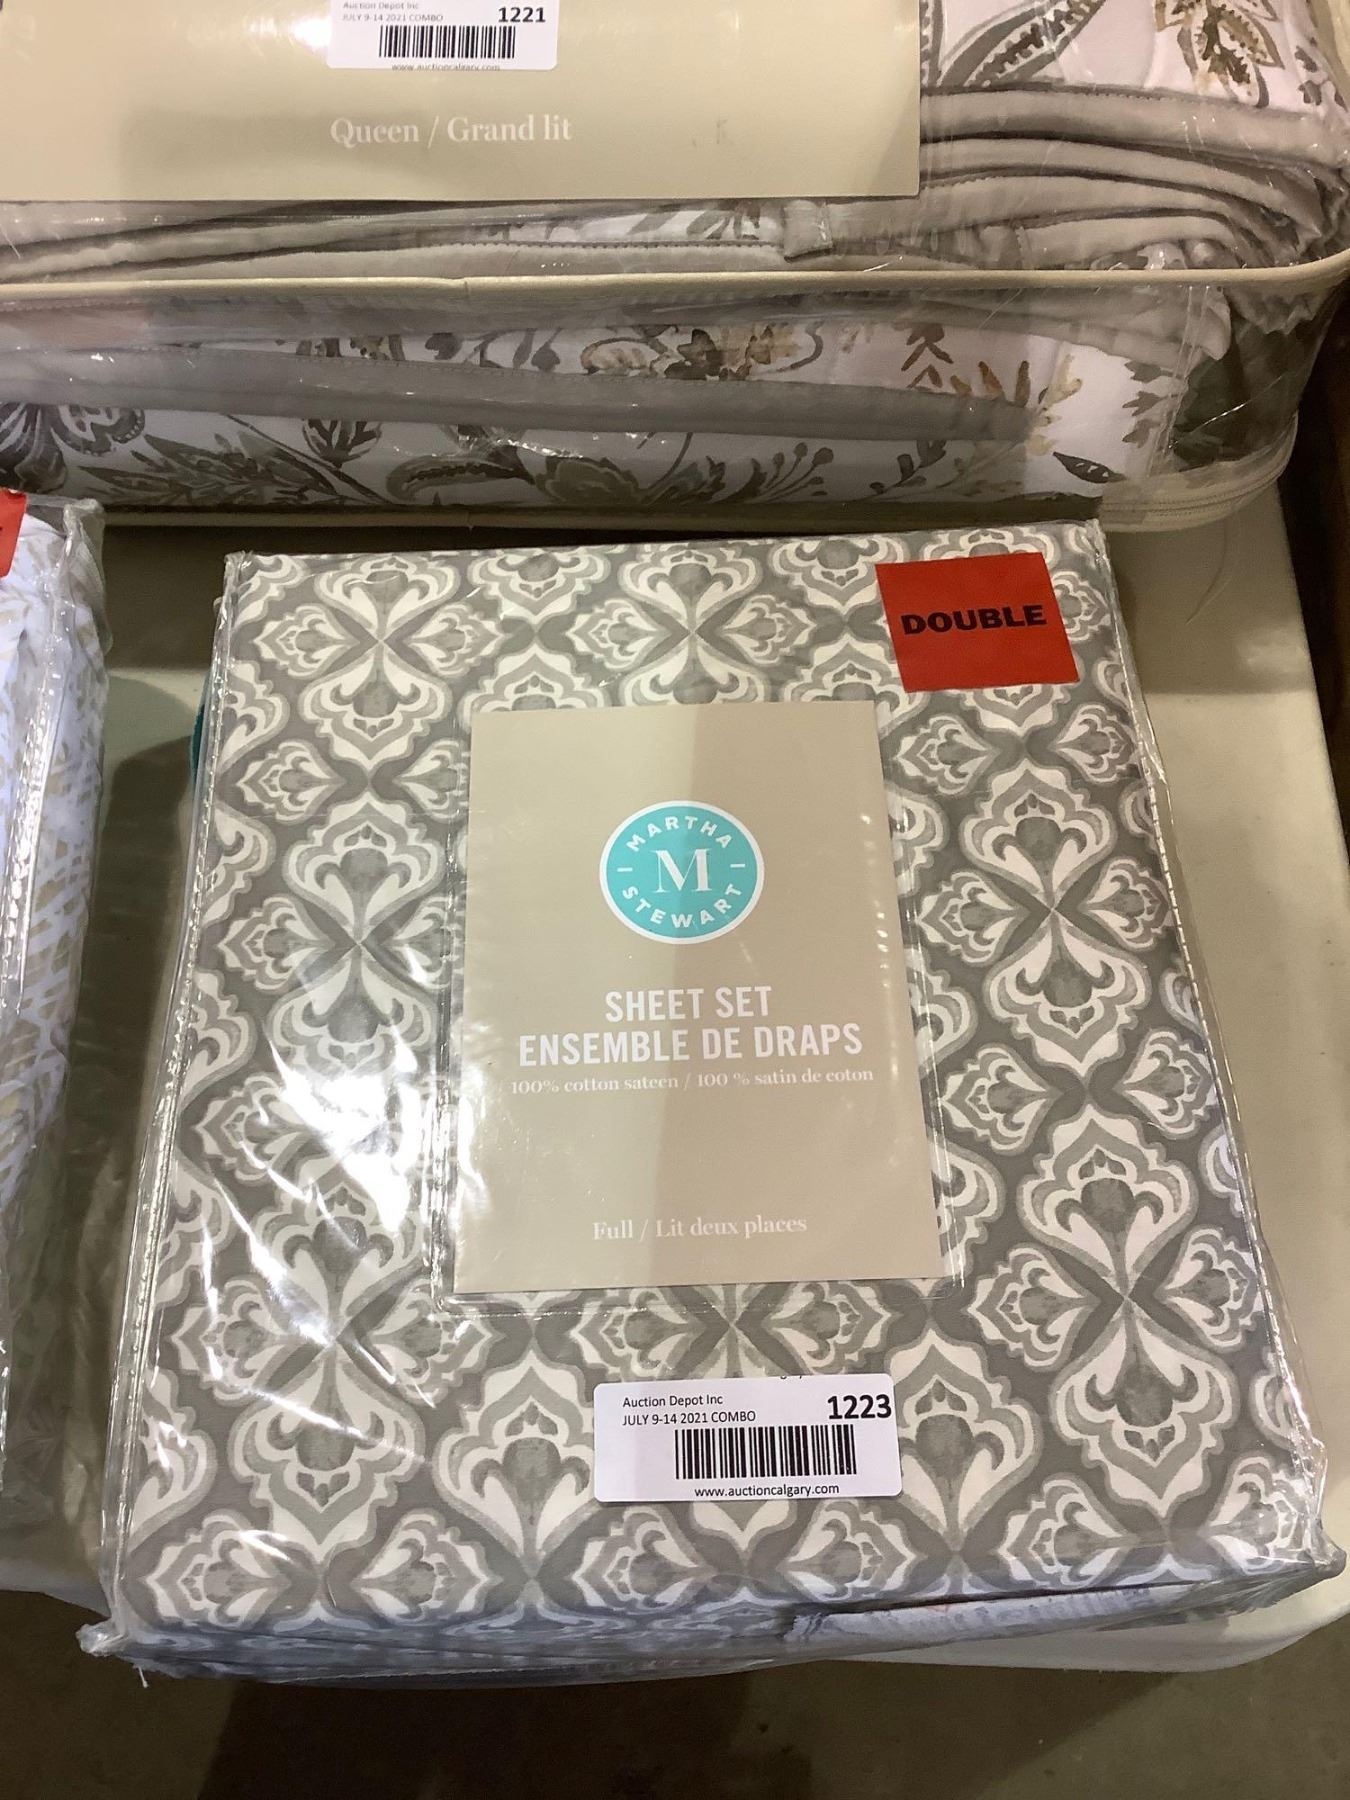 Auction Depot Inc
JULY 9-14 2021 COMBO 1221
www.auctioncalgary.com
Queen / Grand lit
DOUBLE
MARTHA
M
STEWART
SHEET SET
ENSEMBLE DE DRAPS
100% cotton sateen / 100 % satin de coton
Full / Lit deux places
Auction Depot Inc
JULY 9-14 2021 COMBO 1223
www.auctioncalgary.com